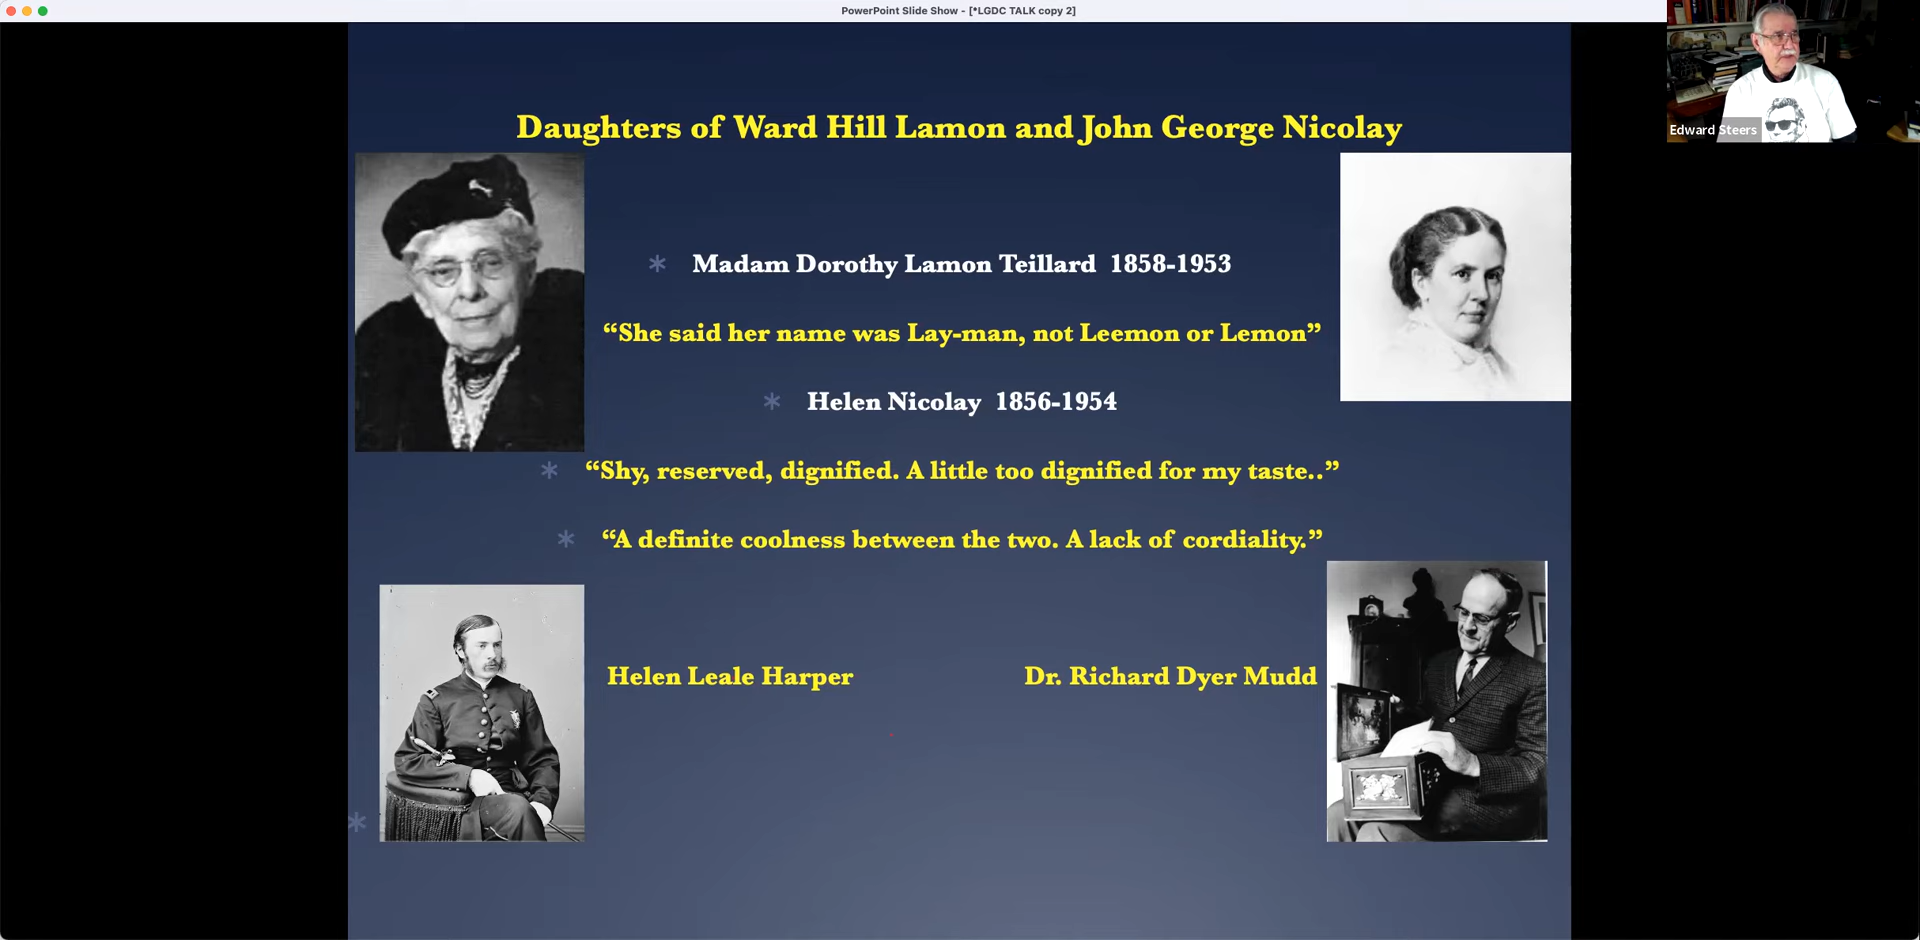 PowerPoint Slide Show - [*LGDC TALK copy 2]
Edward Steers
Daughters of Ward Hill Lamon and John George Nicolay
* Madam Dorothy Lamon Teillard 1858-1953
“She said her name was Lay-man, not Leemon or Lemon”
* Helen Nicolay 1856-1954
* “Shy, reserved, dignified. A little too dignified for my taste..”
* “A definite coolness between the two. A lack of cordiality.”
Helen Leale Harper
Dr. Richard Dyer Mudd
*